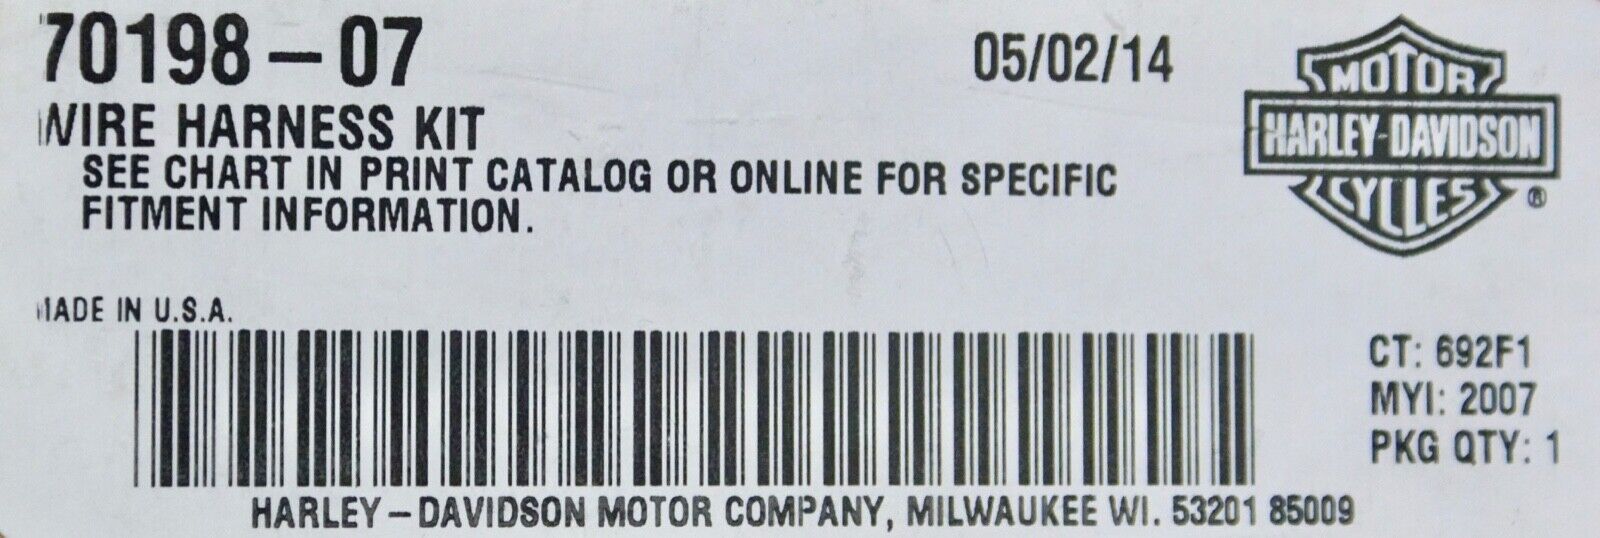 70198-07
05/02/14
WIRE HARNESS KIT
SEE CHART IN PRINT CATALOG OR ONLINE FOR SPECIFIC
FITMENT INFORMATION.
MOTOR
HARLEY-DAVIDSON
CYCLES
®
MADE IN U.S.A.
CT: 692F1
MYI: 2007
PKG QTY: 1
HARLEY-DAVIDSON MOTOR COMPANY, MILWAUKEE WI. 53201 85009